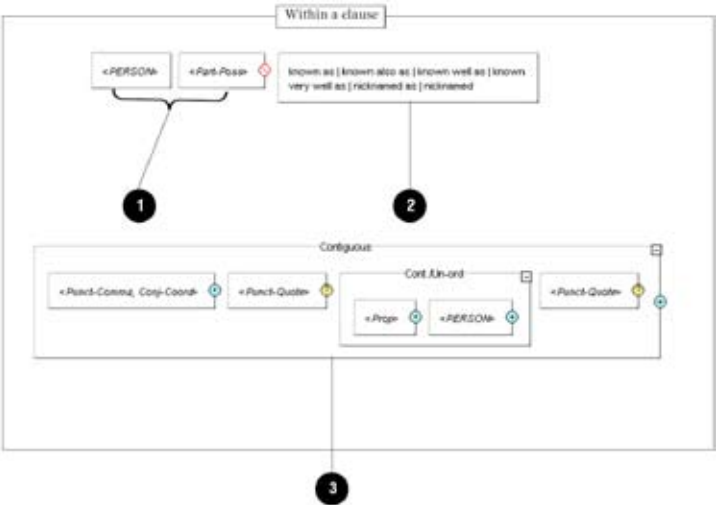 Within a clause
<PERSON> <Part-Poss> known as | known also as | known well as | known
very well as | nicknamed as | nicknamed
1 2
Contiguous
Cont./Un-ord
<Punct-Comma, Conj-Coord> <Punct-Quote> <Punct-Quote>
<Prop> <PERSON>
3